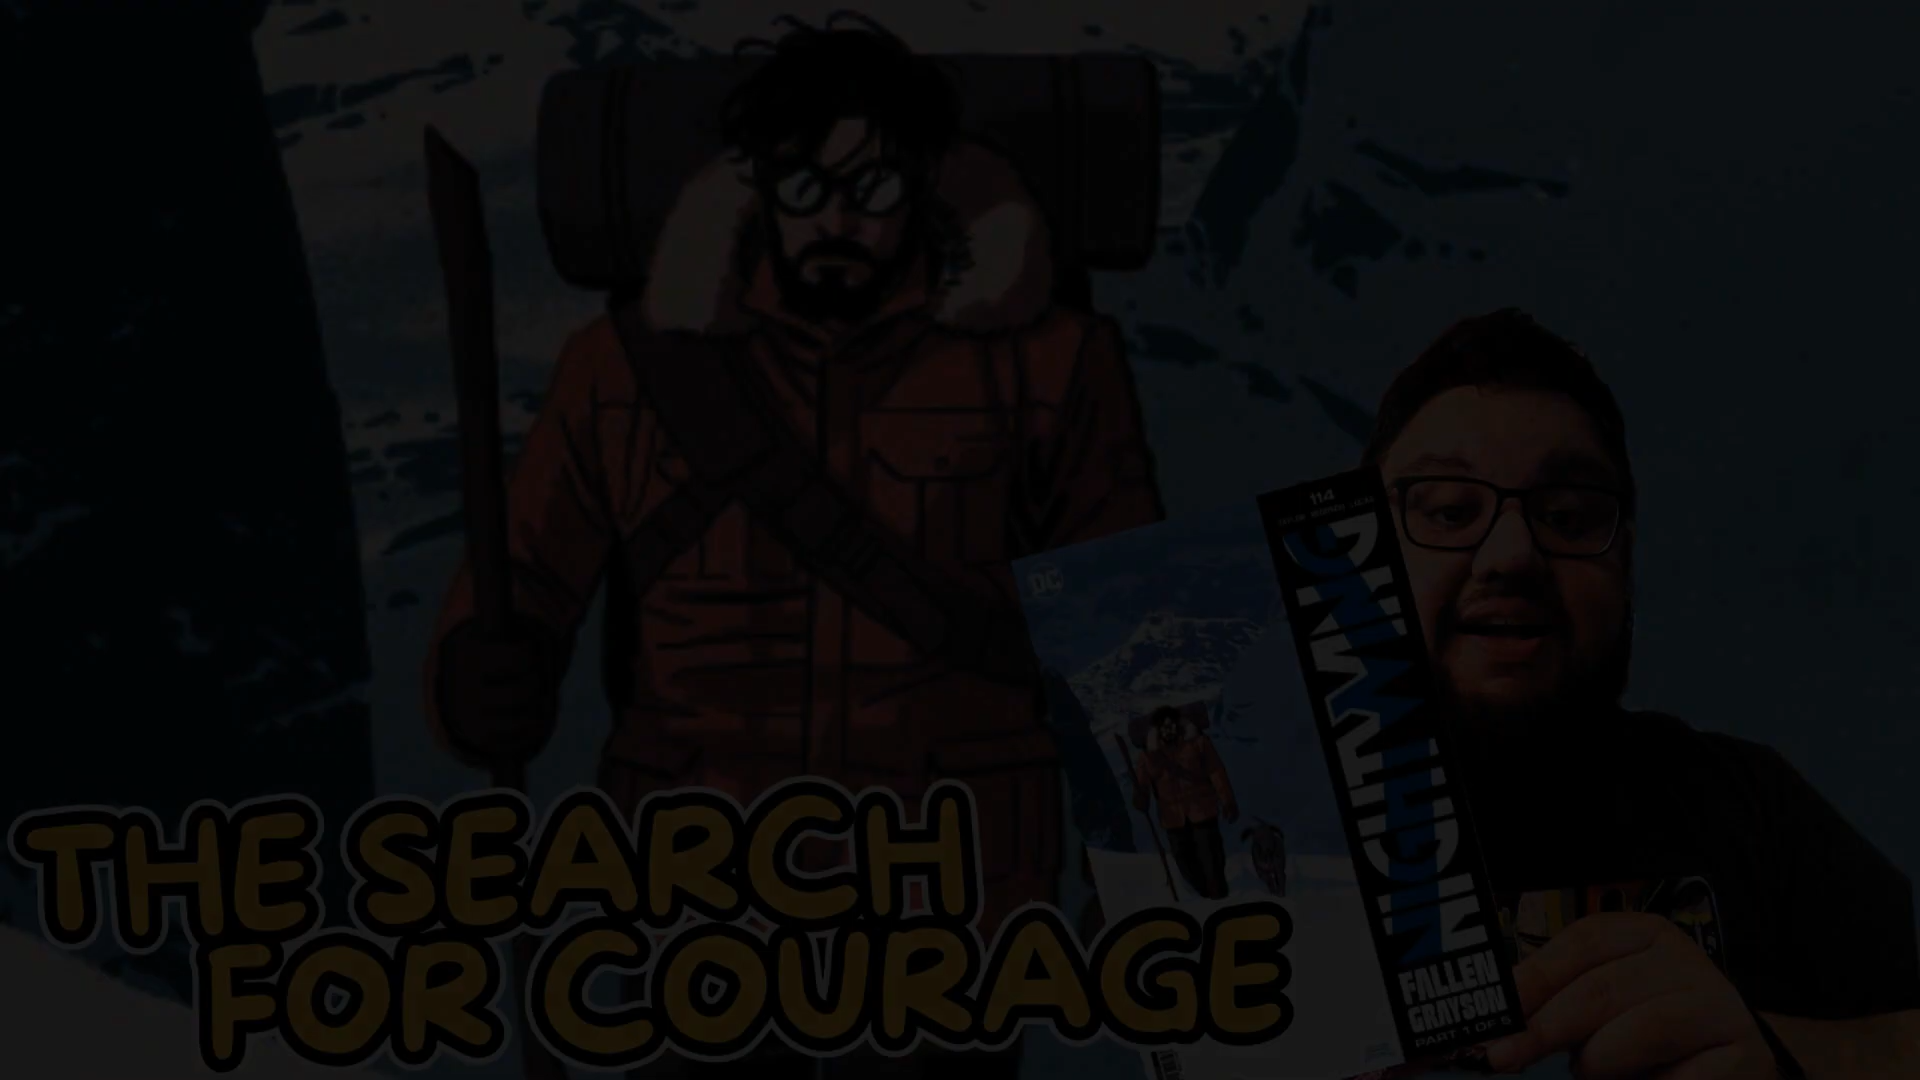 THE SEARCH
FOR COURAGE
DC
114
NIGHTWING
FALLEN
GRAYSON
PART 1 OF 5